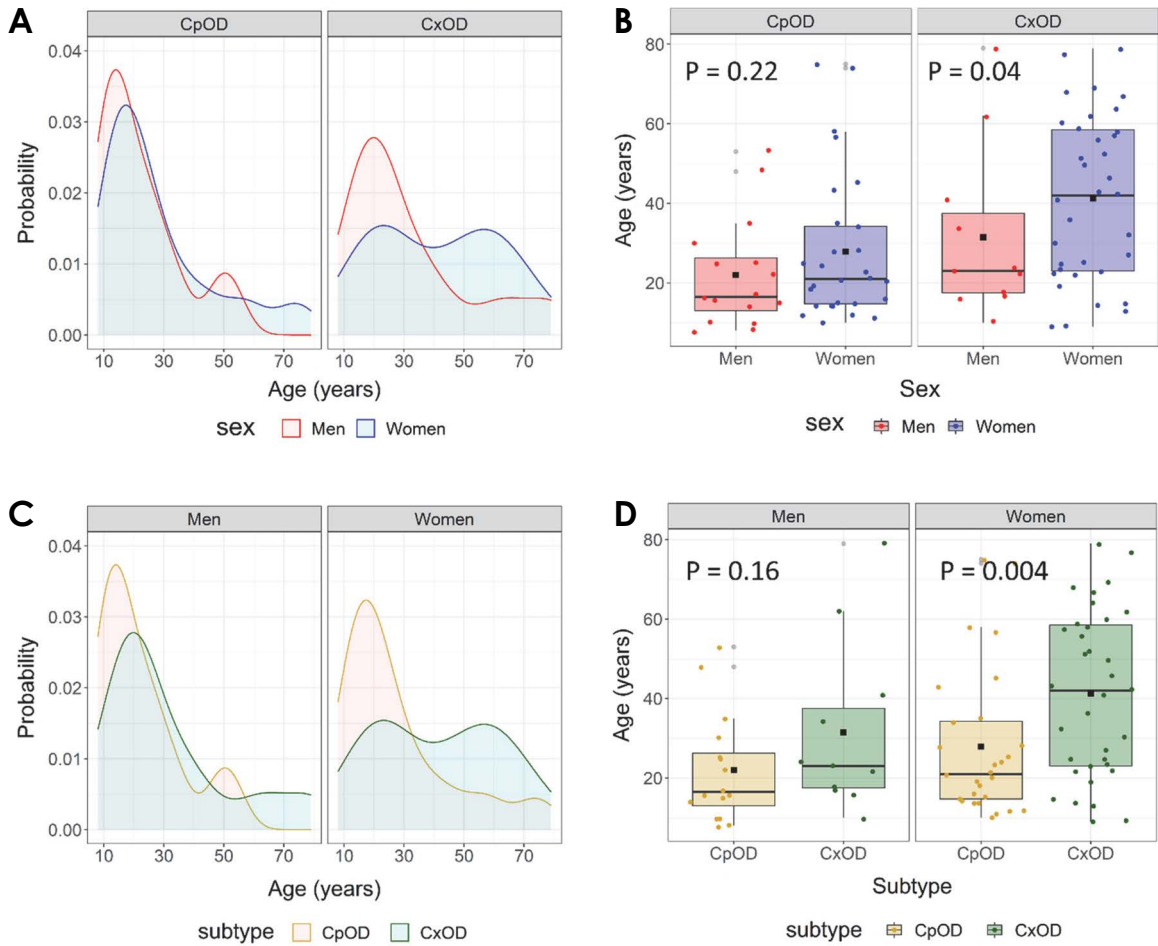 A
CpOD CxOD
0.04
0.03
0.02
0.01
0.00
Probability
10 30 50 70 10 30 50 70
Age (years)
sex Men Women
B
CpOD CxOD
P = 0.22 P = 0.04
80
60
40
20
Age (years)
Men Women Men Women
Sex
sex Men Women
C
Men Women
0.04
0.03
0.02
0.01
0.00
Probability
10 30 50 70 10 30 50 70
Age (years)
subtype CpOD CxOD
D
Men Women
P = 0.16 P = 0.004
80
60
40
20
Age (years)
CpOD CxOD CpOD CxOD
Subtype
subtype CpOD CxOD